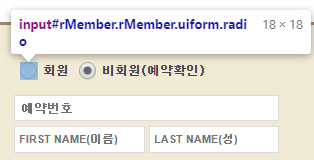 input#rMember.rMember.uiform.radi 18 × 18
o
회원 비회원(예약확인)
예약번호
FIRST NAME(이름) LAST NAME(성)